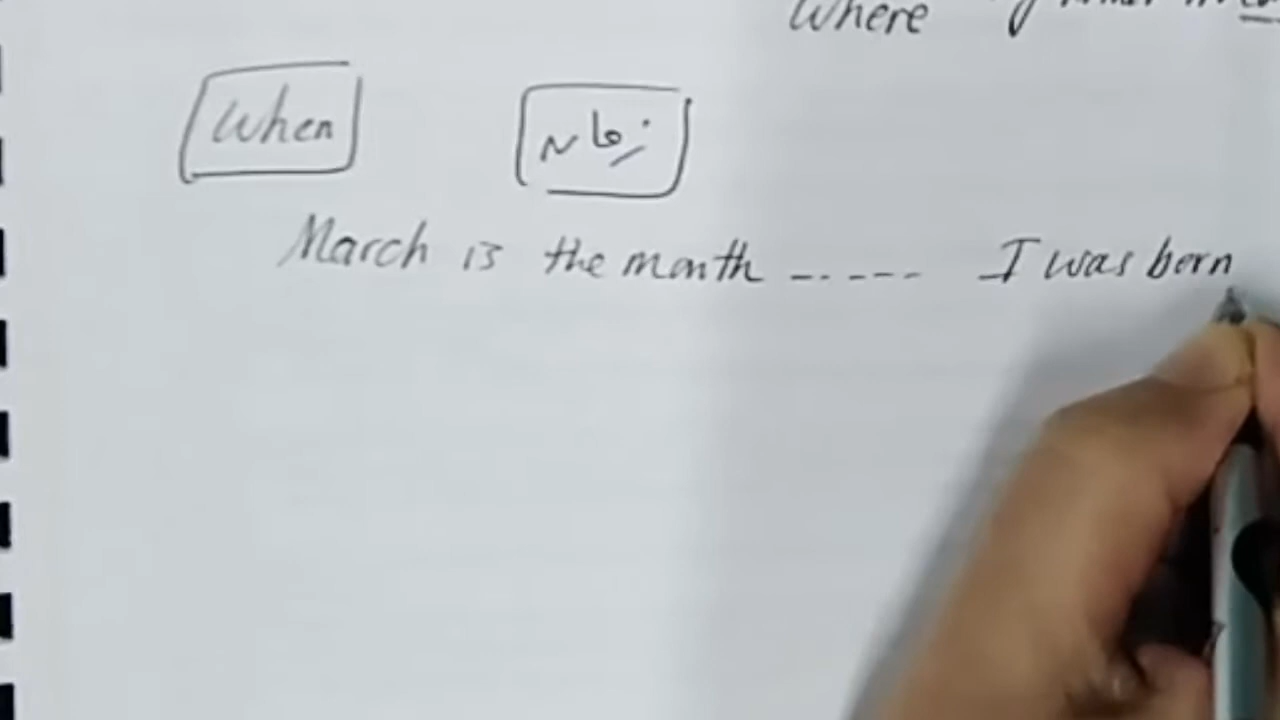 Where
When زمان
March is the month ------ I was born